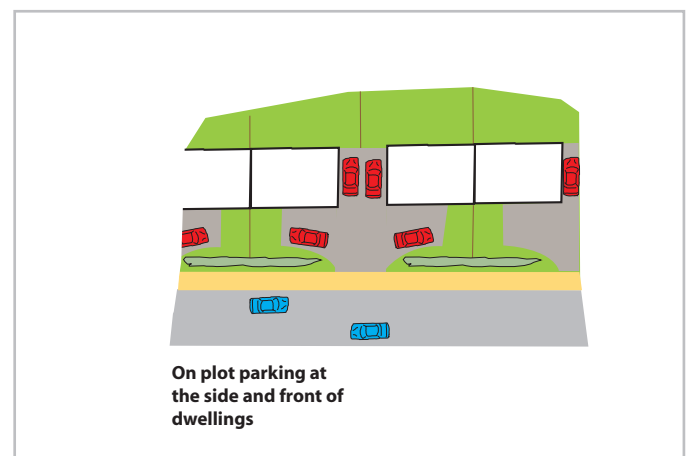 On plot parking at
the side and front of
dwellings